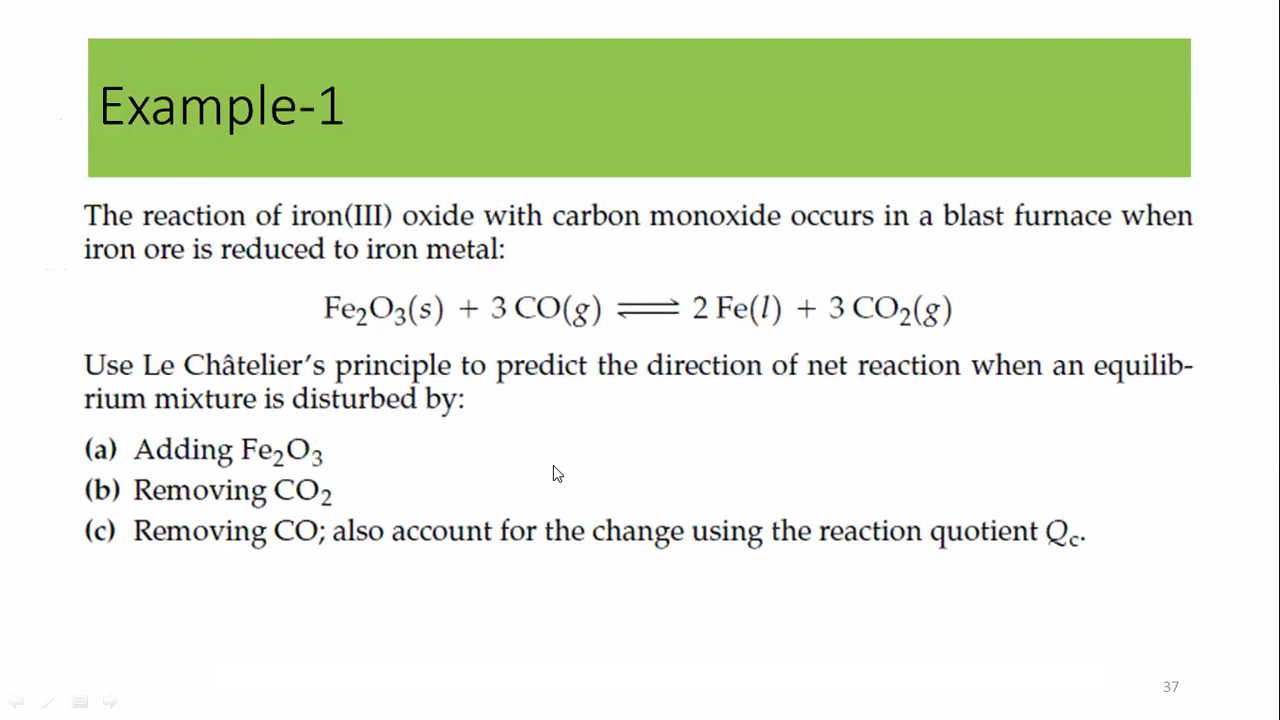 Example-1
The reaction of iron(III) oxide with carbon monoxide occurs in a blast furnace when
iron ore is reduced to iron metal:
Fe₂O₃(s) + 3 CO(g) ⇌ 2 Fe(l) + 3 CO₂(g)
Use Le Châtelier's principle to predict the direction of net reaction when an equilib-
rium mixture is disturbed by:
(a) Adding Fe₂O₃
(b) Removing CO₂
(c) Removing CO; also account for the change using the reaction quotient Qc.
37